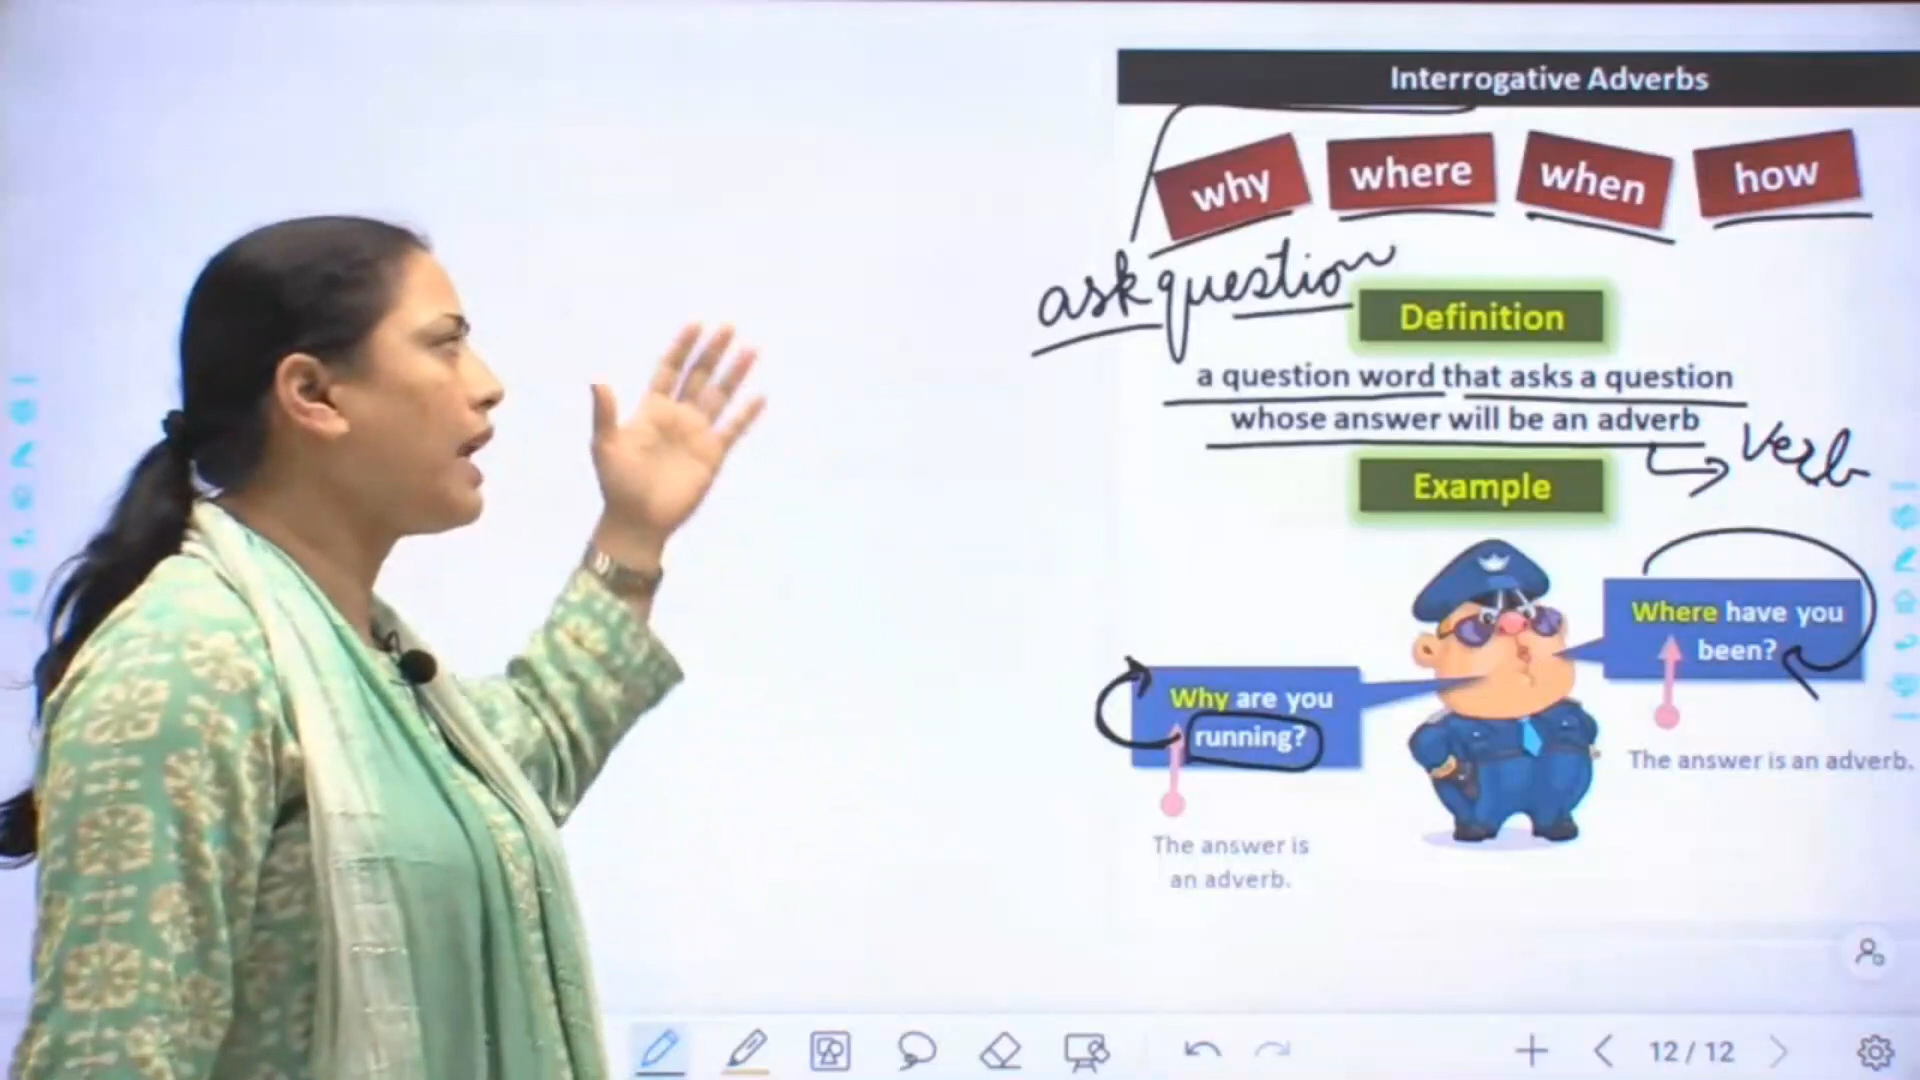 Interrogative Adverbs
why where when how
ask question
Definition
a question word that asks a question
whose answer will be an adverb
Verb
Example
Where have you
been?
Why are you
running?
The answer is an adverb.
The answer is
an adverb.
12 / 12